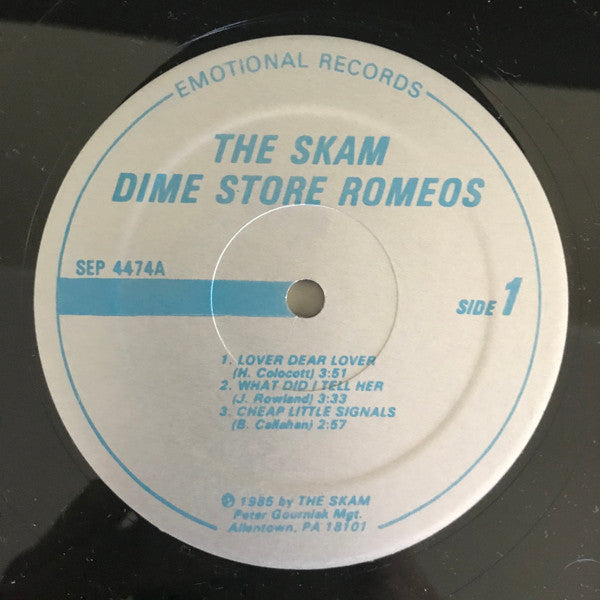 EMOTIONAL RECORDS
THE SKAM
DIME STORE ROMEOS
SEP 4474A
SIDE 1
1. LOVER DEAR LOVER
(H. Colocott) 3:51
2. WHAT DID I TELL HER
(J. Rowland) 3:33
3. CHEAP LITTLE SIGNALS
(B. Callahan) 2:57
℗ 1985 by THE SKAM
Peter Gourniak Mgt.
Allentown, PA 18101